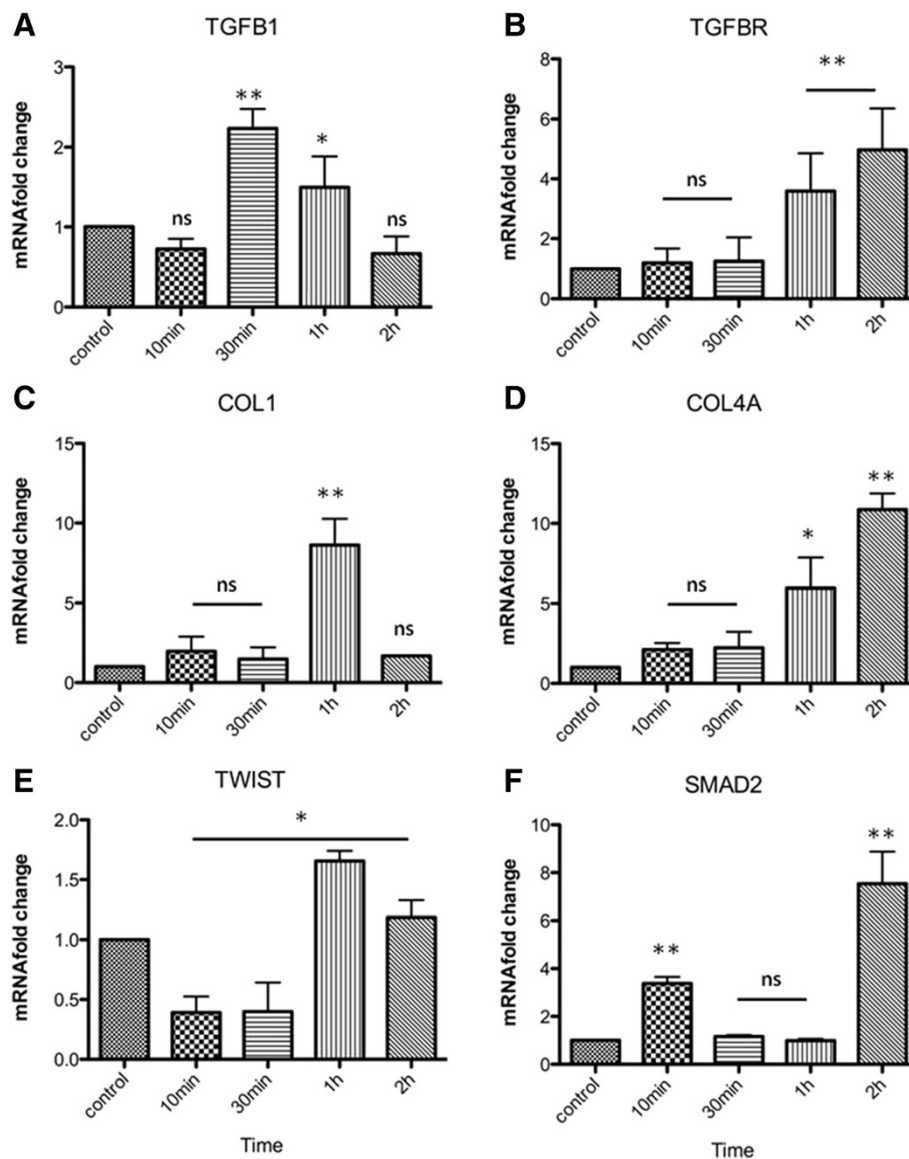 A
TGFB1
mRNAfold change
3
2
1
0
ns
**
*
ns
control
10min
30min
1h
2h
B
TGFBR
mRNAfold change
8
6
4
2
0
ns
**
control
10min
30min
1h
2h
C
COL1
mRNAfold change
15
10
5
0
ns
**
ns
control
10min
30min
1h
2h
D
COL4A
mRNAfold change
15
10
5
0
ns
*
**
control
10min
30min
1h
2h
E
TWIST
mRNAfold change
2.0
1.5
1.0
0.5
0.0
*
control
10min
30min
1h
2h
Time
F
SMAD2
mRNAfold change
10
8
6
4
2
0
**
ns
**
control
10min
30min
1h
2h
Time